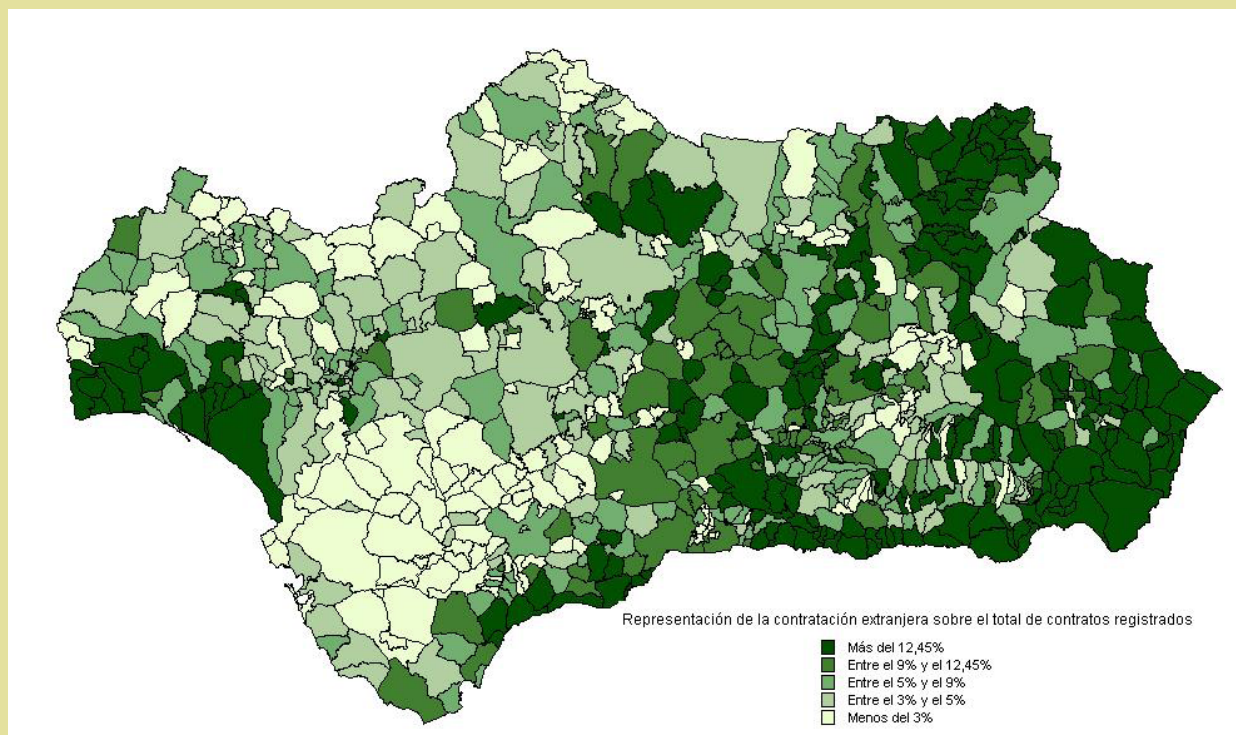 Representación de la contratación extranjera sobre el total de contratos registrados
Más del 12,45%
Entre el 9% y el 12,45%
Entre el 5% y el 9%
Entre el 3% y el 5%
Menos del 3%